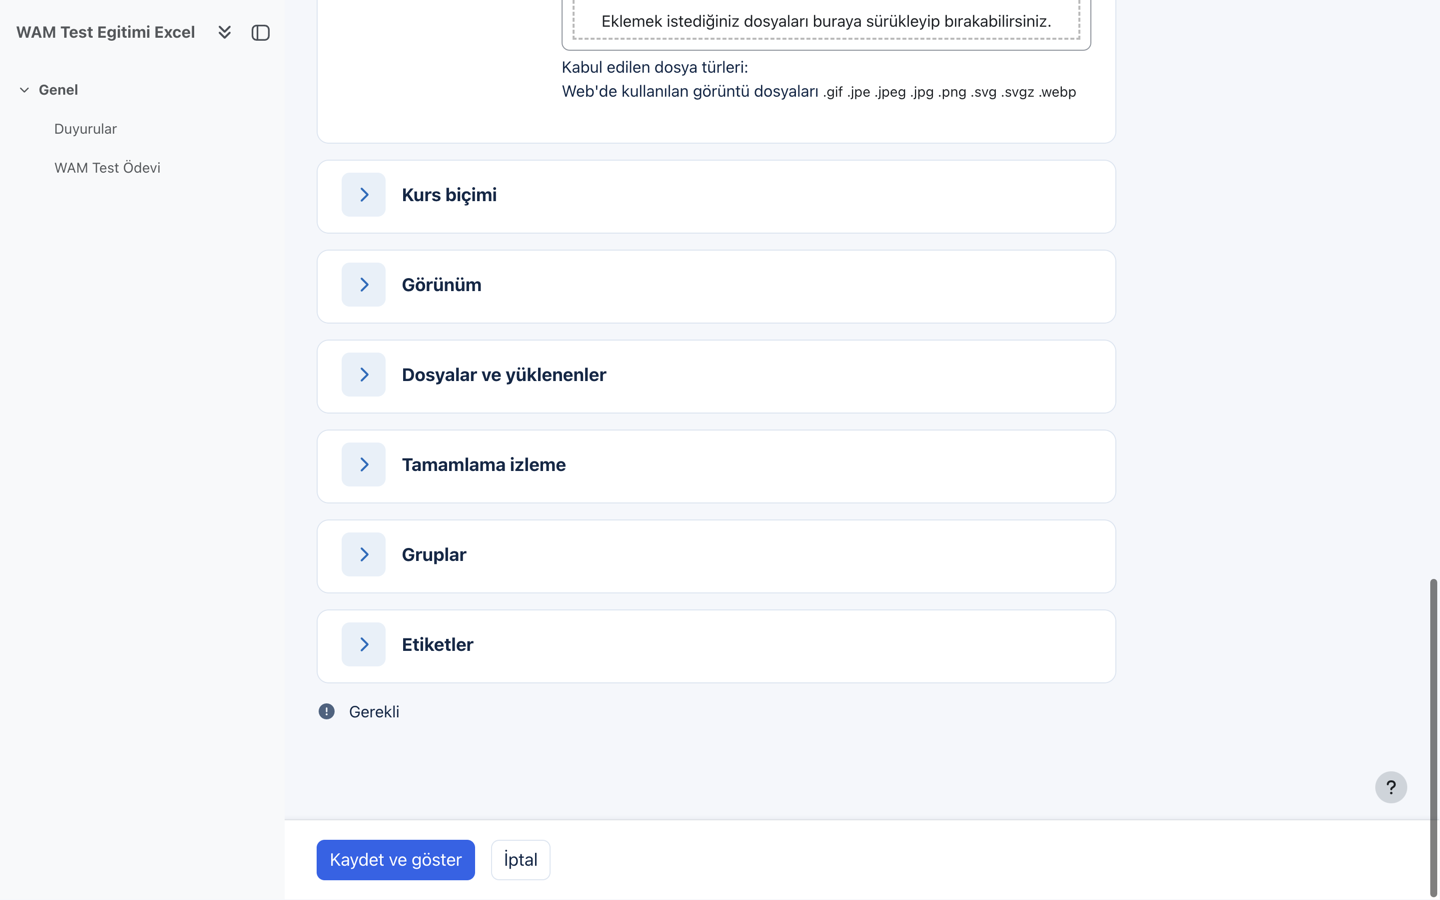 WAM Test Egitimi Excel
Genel
Duyurular
WAM Test Ödevi
Eklemek istediğiniz dosyaları buraya sürükleyip bırakabilirsiniz.
Kabul edilen dosya türleri:
Web'de kullanılan görüntü dosyaları .gif .jpe .jpeg .jpg .png .svg .svgz .webp
Kurs biçimi
Görünüm
Dosyalar ve yüklenenler
Tamamlama izleme
Gruplar
Etiketler
! Gerekli
?
Kaydet ve göster
İptal